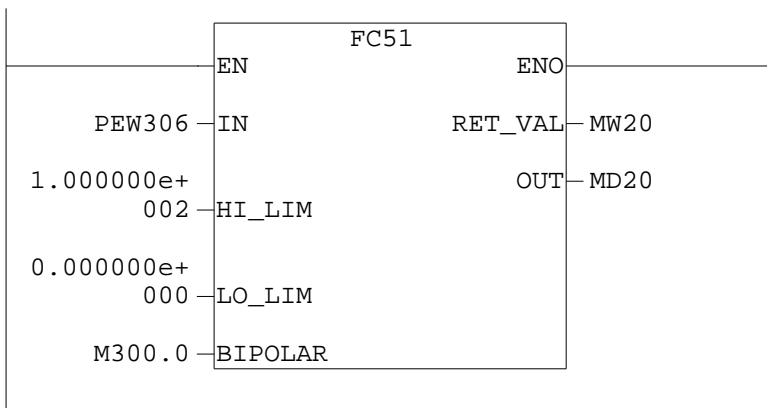 FC51
EN ENO
PEW306 IN RET_VAL MW20
1.000000e+ OUT MD20
002 HI_LIM
0.000000e+
000 LO_LIM
M300.0 BIPOLAR